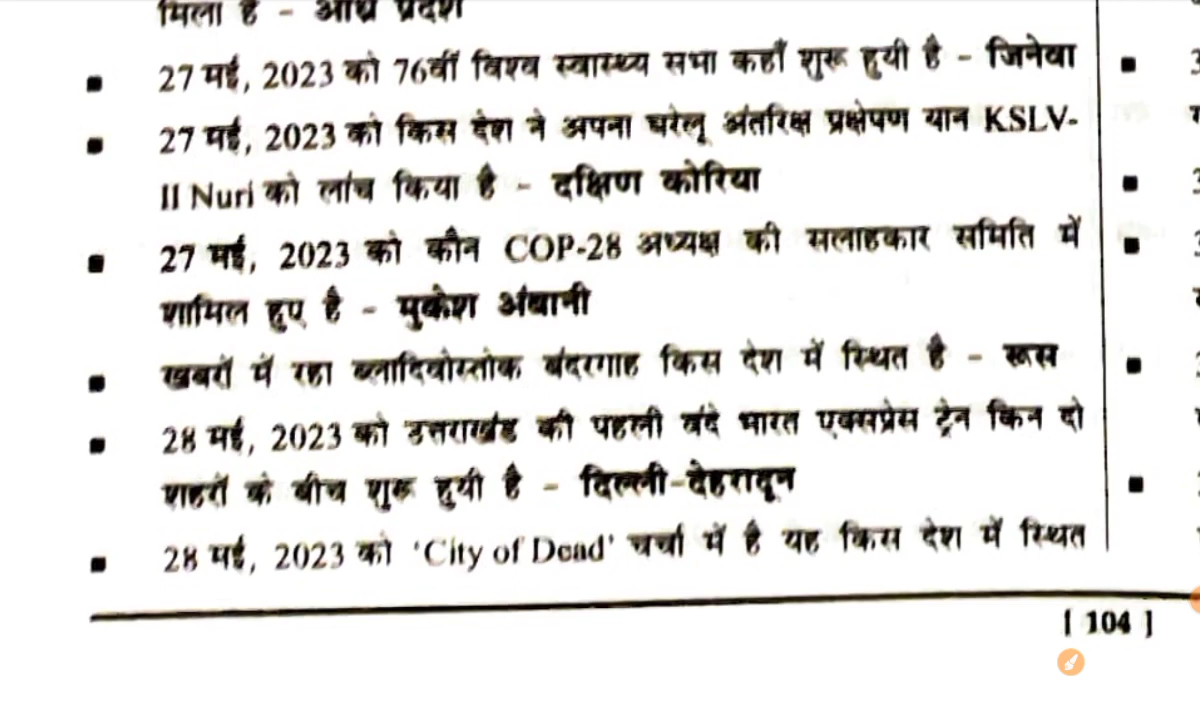 मिला है - आंध्र प्रदेश
▪ 27 मई, 2023 को 76वीं विश्व स्वास्थ्य सभा कहाँ शुरू हुयी है - जिनेवा
▪ 27 मई, 2023 को किस देश ने अपना घरेलू अंतरिक्ष प्रक्षेपण यान KSLV-
II Nuri को लांच किया है - दक्षिण कोरिया
▪ 27 मई, 2023 को कौन COP-28 अध्यक्ष की सलाहकार समिति में
शामिल हुए है - मुकेश अंबानी
▪ खबरों में रहा ब्लादिवोस्तोक बंदरगाह किस देश में स्थित है - रूस
▪ 28 मई, 2023 को उत्तराखंड की पहली वंदे भारत एक्सप्रेस ट्रेन किन दो
शहरों के बीच शुरू हुयी है - दिल्ली-देहरादून
▪ 28 मई, 2023 को 'City of Dead' चर्चा में है यह किस देश में स्थित
[ 104 ]